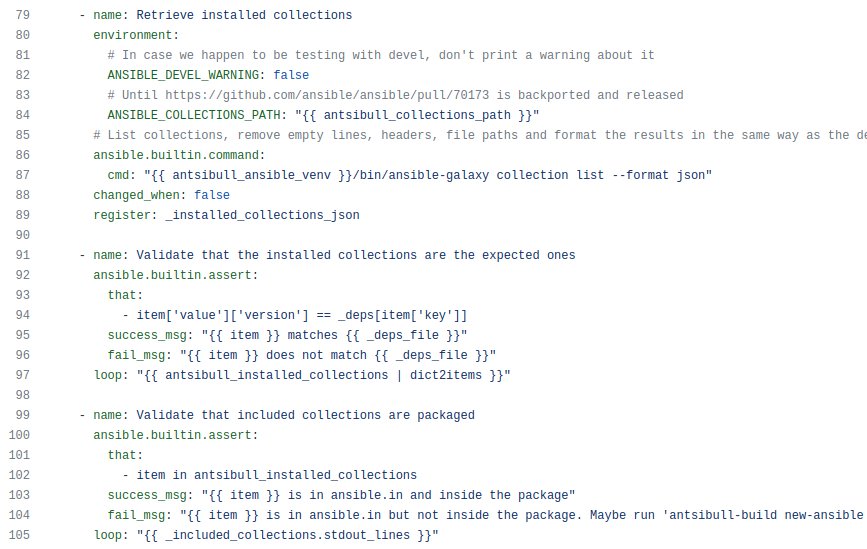 79 - name: Retrieve installed collections
80 environment:
81 # In case we happen to be testing with devel, don't print a warning about it
82 ANSIBLE_DEVEL_WARNING: false
83 # Until https://github.com/ansible/ansible/pull/70173 is backported and released
84 ANSIBLE_COLLECTIONS_PATH: "{{ antsibull_collections_path }}"
85 # List collections, remove empty lines, headers, file paths and format the results in the same way as the
86 ansible.builtin.command:
87 cmd: "{{ antsibull_ansible_venv }}/bin/ansible-galaxy collection list --format json"
88 changed_when: false
89 register: _installed_collections_json
90
91 - name: Validate that the installed collections are the expected ones
92 ansible.builtin.assert:
93 that:
94 - item['value']['version'] == _deps[item['key']]
95 success_msg: "{{ item }} matches {{ _deps_file }}"
96 fail_msg: "{{ item }} does not match {{ _deps_file }}"
97 loop: "{{ antsibull_installed_collections | dict2items }}"
98
99 - name: Validate that included collections are packaged
100 ansible.builtin.assert:
101 that:
102 - item in antsibull_installed_collections
103 success_msg: "{{ item }} is in ansible.in and inside the package"
104 fail_msg: "{{ item }} is in ansible.in but not inside the package. Maybe run 'antsibull-build new-ansible
105 loop: "{{ _included_collections.stdout_lines }}"